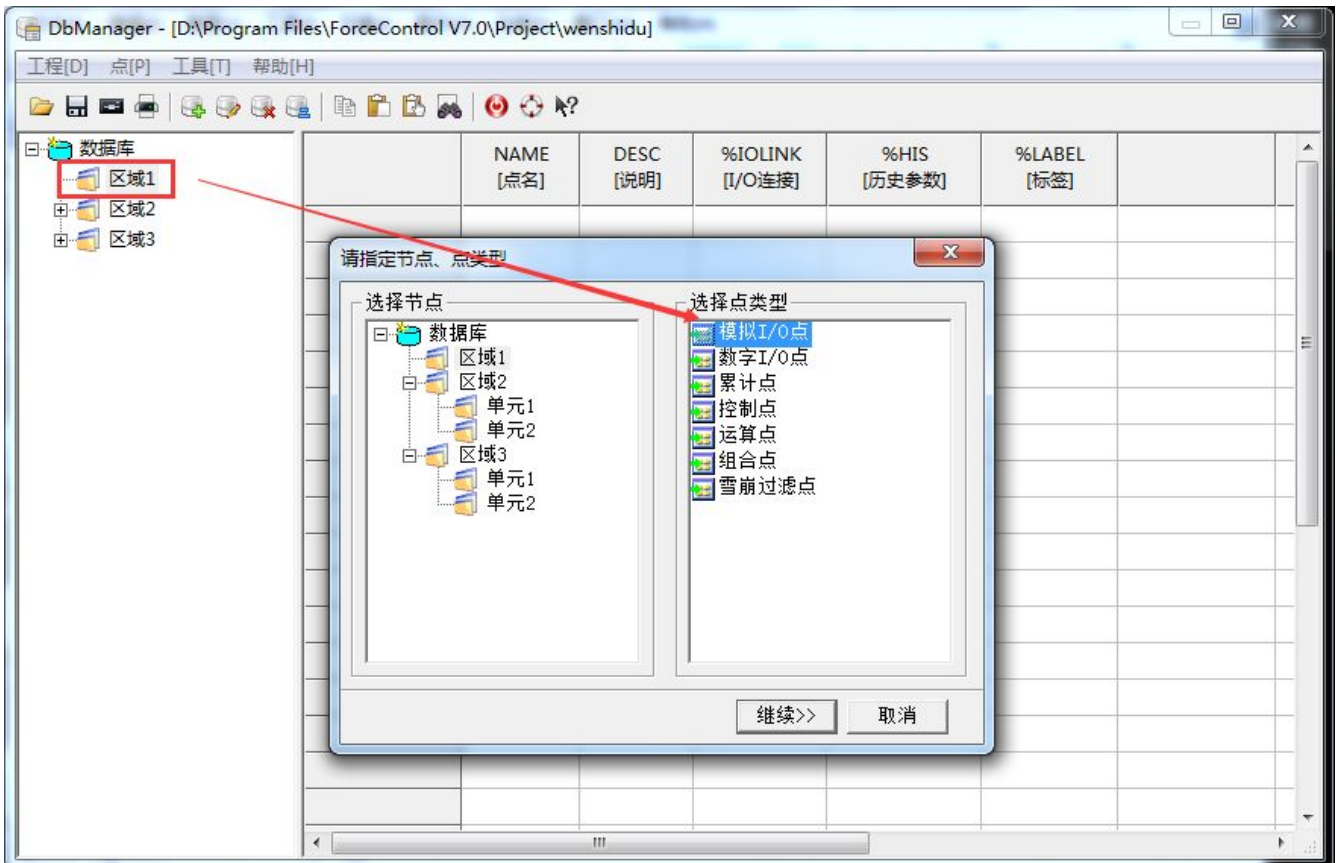 DbManager - [D:\Program Files\ForceControl V7.0\Project\wenshidu]
工程[D] 点[P] 工具[T] 帮助[H]
数据库
区域1
区域2
区域3
NAME DESC %IOLINK %HIS %LABEL
[点名] [说明] [I/O连接] [历史参数] [标签]
请指定节点、点类型
选择节点
数据库
区域1
区域2
单元1
单元2
区域3
单元1
单元2
选择点类型
模拟I/O点
数字I/O点
累计点
控制点
运算点
组合点
雪崩过滤点
继续>> 取消